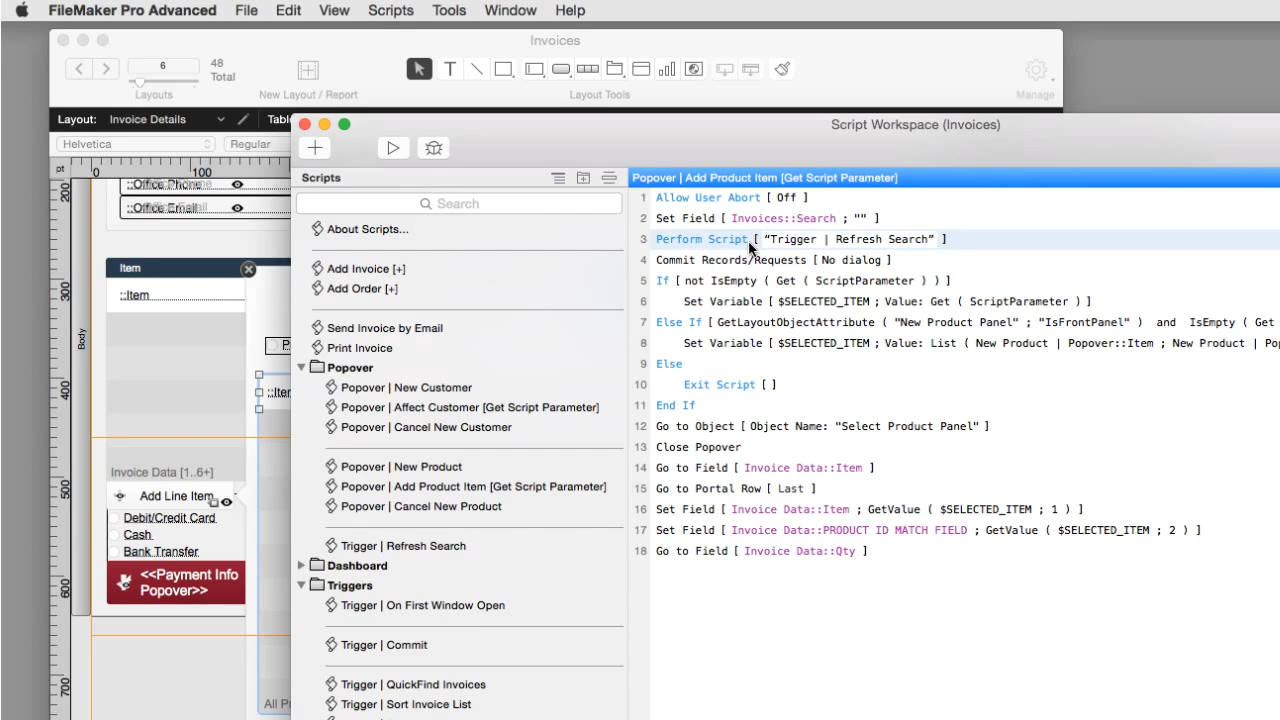 FileMaker Pro Advanced File Edit View Scripts Tools Window Help
Invoices
6
48
Total
Layouts
New Layout / Report
Layout Tools
Manage
Layout: Invoice Details
Helvetica
Regular
Script Workspace (Invoices)
pt
0
100
200
300
400
500
600
700
::Office Email
Item
::Item
Body
Invoice Data [1..6+]
Add Line Item
Debit/Credit Card
Cash
Bank Transfer
<<Payment Info
Popover>>
Scripts
Search
About Scripts...
Add Invoice [+]
Add Order [+]
Send Invoice by Email
Print Invoice
Popover
Popover | New Customer
Popover | Affect Customer [Get Script Parameter]
Popover | Cancel New Customer
Popover | New Product
Popover | Add Product Item [Get Script Parameter]
Popover | Cancel New Product
Trigger | Refresh Search
Dashboard
Triggers
Trigger | On First Window Open
Trigger | Commit
Trigger | QuickFind Invoices
Trigger | Sort Invoice List
Popover | Add Product Item [Get Script Parameter]
1 Allow User Abort [ Off ]
2 Set Field [ Invoices::Search ; "" ]
3 Perform Script [ “Trigger | Refresh Search” ]
4 Commit Records/Requests [ No dialog ]
5 If [ not IsEmpty ( Get ( ScriptParameter ) ) ]
6 Set Variable [ $SELECTED_ITEM ; Value: Get ( ScriptParameter ) ]
7 Else If [ GetLayoutObjectAttribute ( "New Product Panel" ; "IsFrontPanel" ) and IsEmpty ( Get
8 Set Variable [ $SELECTED_ITEM ; Value: List ( New Product | Popover::Item ; New Product | Po
9 Else
10 Exit Script [ ]
11 End If
12 Go to Object [ Object Name: "Select Product Panel" ]
13 Close Popover
14 Go to Field [ Invoice Data::Item ]
15 Go to Portal Row [ Last ]
16 Set Field [ Invoice Data::Item ; GetValue ( $SELECTED_ITEM ; 1 ) ]
17 Set Field [ Invoice Data::PRODUCT ID MATCH FIELD ; GetValue ( $SELECTED_ITEM ; 2 ) ]
18 Go to Field [ Invoice Data::Qty ]